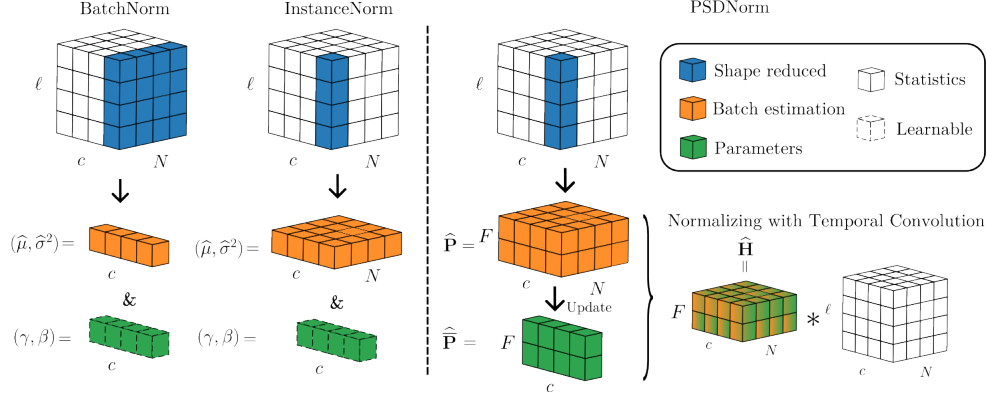 BatchNorm
InstanceNorm
PSDNorm
ℓ
c
N
ℓ
c
N
ℓ
c
N
Shape reduced
Batch estimation
Parameters
Statistics
Learnable
(μ̂, σ̂²) =
c
(μ̂, σ̂²) =
c
N
P̂ =
F
c
N
Update
&
&
(γ, β) =
c
(γ, β) =
c
P̂̅ =
F
c
Normalizing with Temporal Convolution
Ĥ
=
F
c
N
*
ℓ
c
N